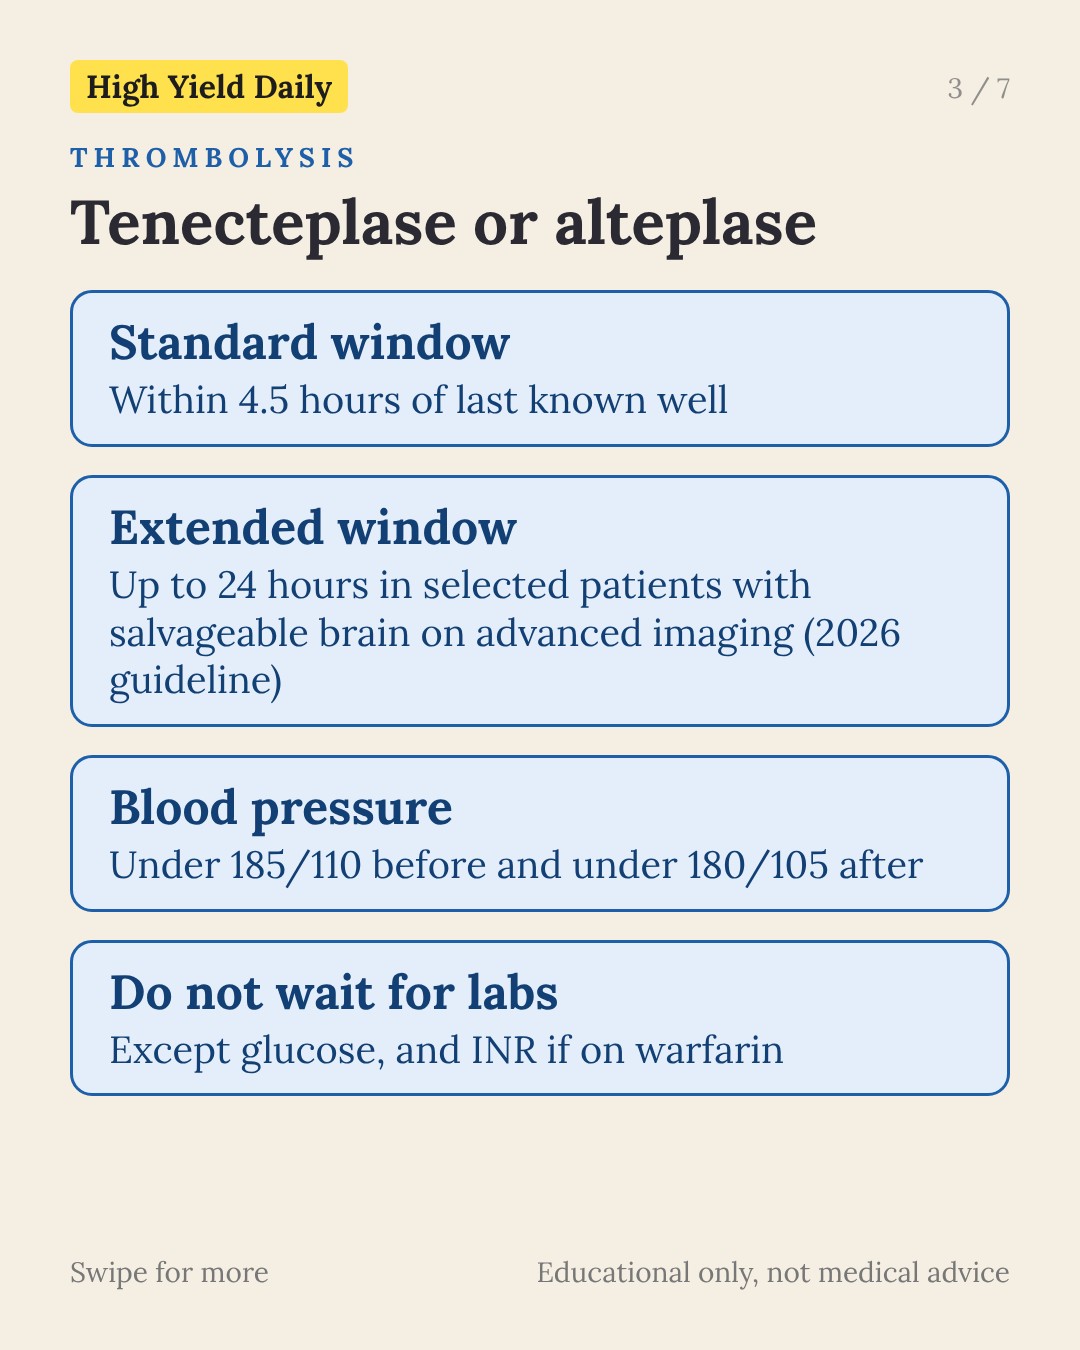 High Yield Daily
3 / 7
THROMBOLYSIS
Tenecteplase or alteplase
Standard window
Within 4.5 hours of last known well
Extended window
Up to 24 hours in selected patients with
salvageable brain on advanced imaging (2026
guideline)
Blood pressure
Under 185/110 before and under 180/105 after
Do not wait for labs
Except glucose, and INR if on warfarin
Swipe for more
Educational only, not medical advice